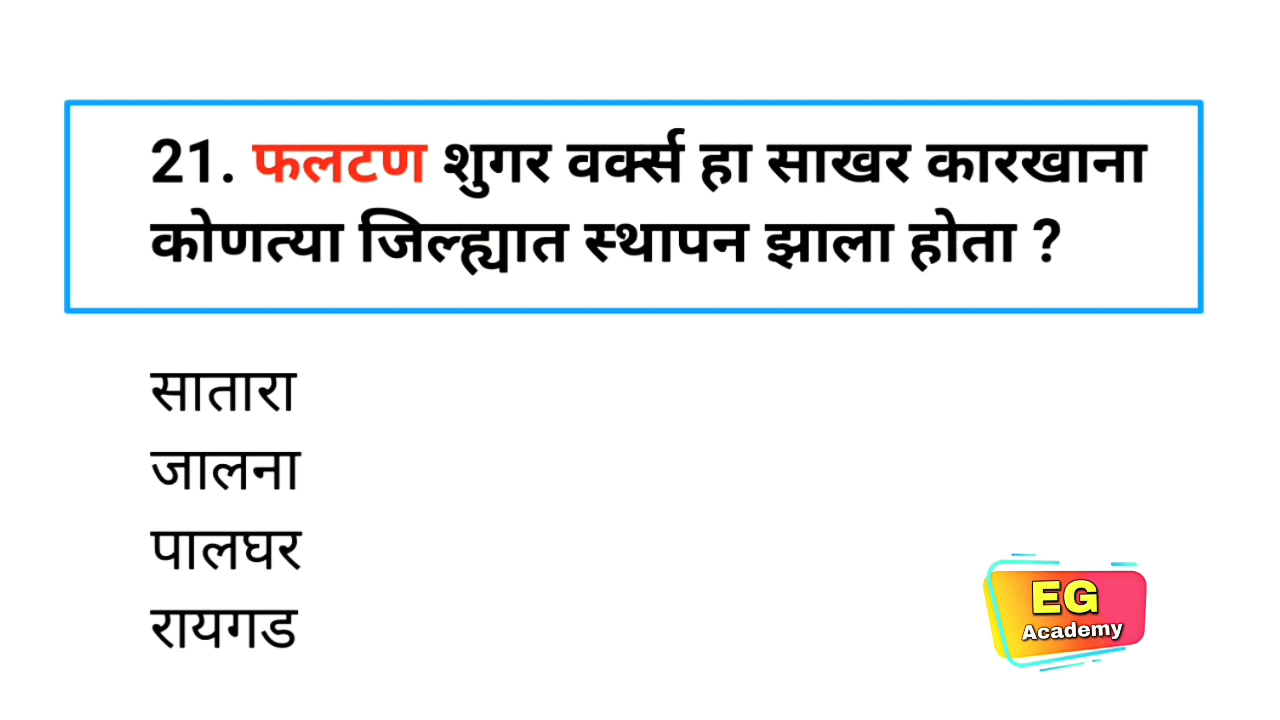 21. फलटण शुगर वर्क्स हा साखर कारखाना
कोणत्या जिल्ह्यात स्थापन झाला होता ?
सातारा
जालना
पालघर
रायगड
EG
Academy